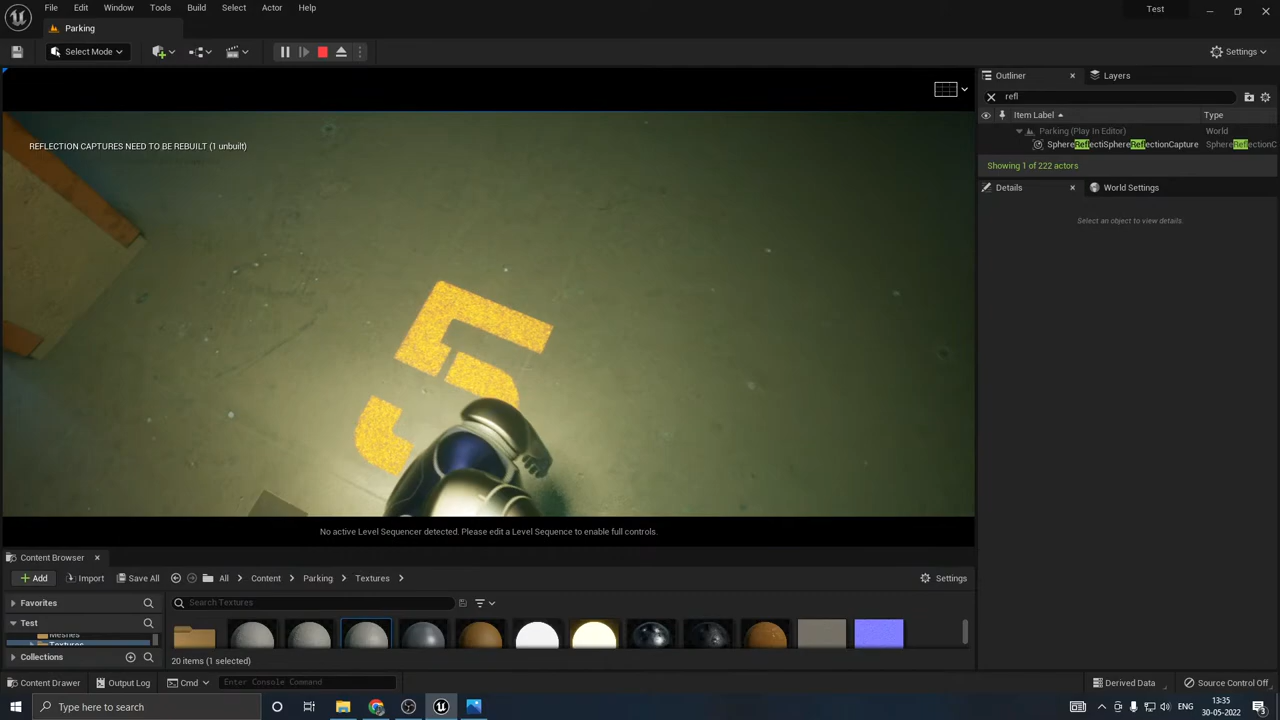 File Edit Window Tools Build Select Actor Help
Test
Parking
Select Mode
Settings
Outliner
Layers
refl
Item Label
Type
Parking (Play In Editor)
World
SphereReflectiSphereReflectionCapture
SphereReflectionC
Showing 1 of 222 actors
Details
World Settings
Select an object to view details.
REFLECTION CAPTURES NEED TO BE REBUILT (1 unbuilt)
5
No active Level Sequencer detected. Please edit a Level Sequence to enable full controls.
Content Browser
Add
Import
Save All
All
Content
Parking
Textures
Settings
Favorites
Search Textures
Test
Meshes
Textures
Collections
20 items (1 selected)
Content Drawer
Output Log
Cmd
Enter Console Command
Derived Data
Source Control Off
Type here to search
ENG
13:35
30-05-2022
3